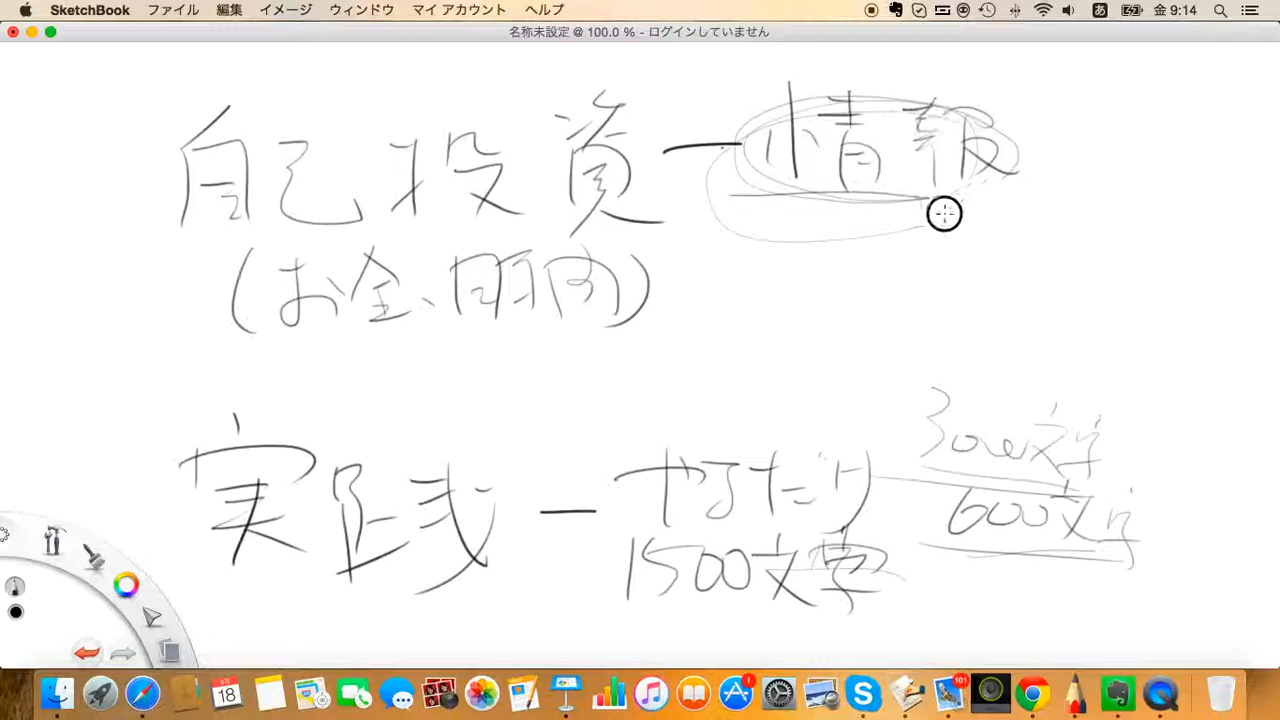 SketchBook ファイル 編集 イメージ ウィンドウ マイ アカウント ヘルプ 金 9:14
名称未設定 @ 100.0 % - ログインしていません
自己投資ー情報
(お金、時間)
実践ー
3000文字
600文字
1500文字
18
1
101